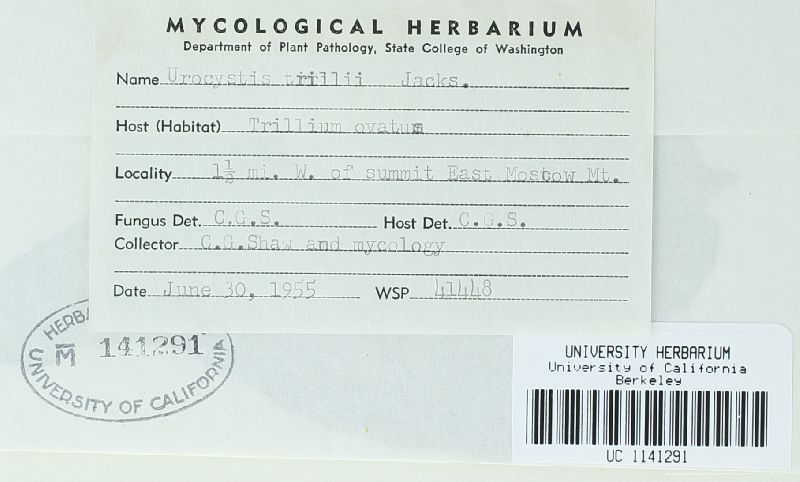 MYCOLOGICAL HERBARIUM
Department of Plant Pathology, State College of Washington
Name Urocystis trillii Jacks.
Host (Habitat) Trillium ovatum
Locality 1½ mi. W. of summit East Moscow Mt.
Fungus Det. C.G.S. Host Det. C.G.S.
Collector C.G.Shaw and mycology
Date June 30, 1955 WSP 41448
HERBA
M 141291
UNIVERSITY OF CALIFORNIA
UNIVERSITY HERBARIUM
University of California
Berkeley
UC 1141291